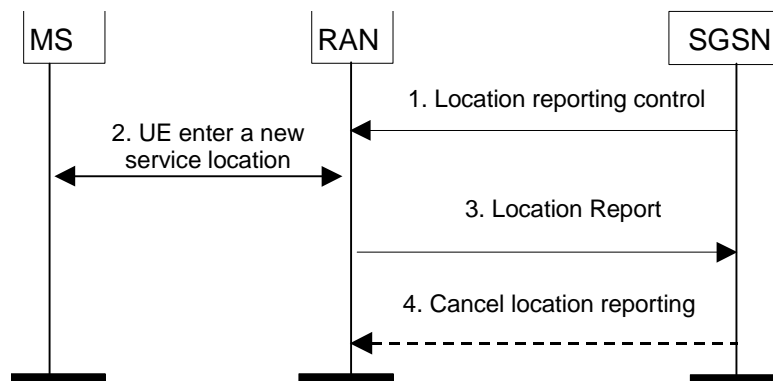 MS
RAN
SGSN
1. Location reporting control
2. UE enter a new
service location
3. Location Report
4. Cancel location reporting